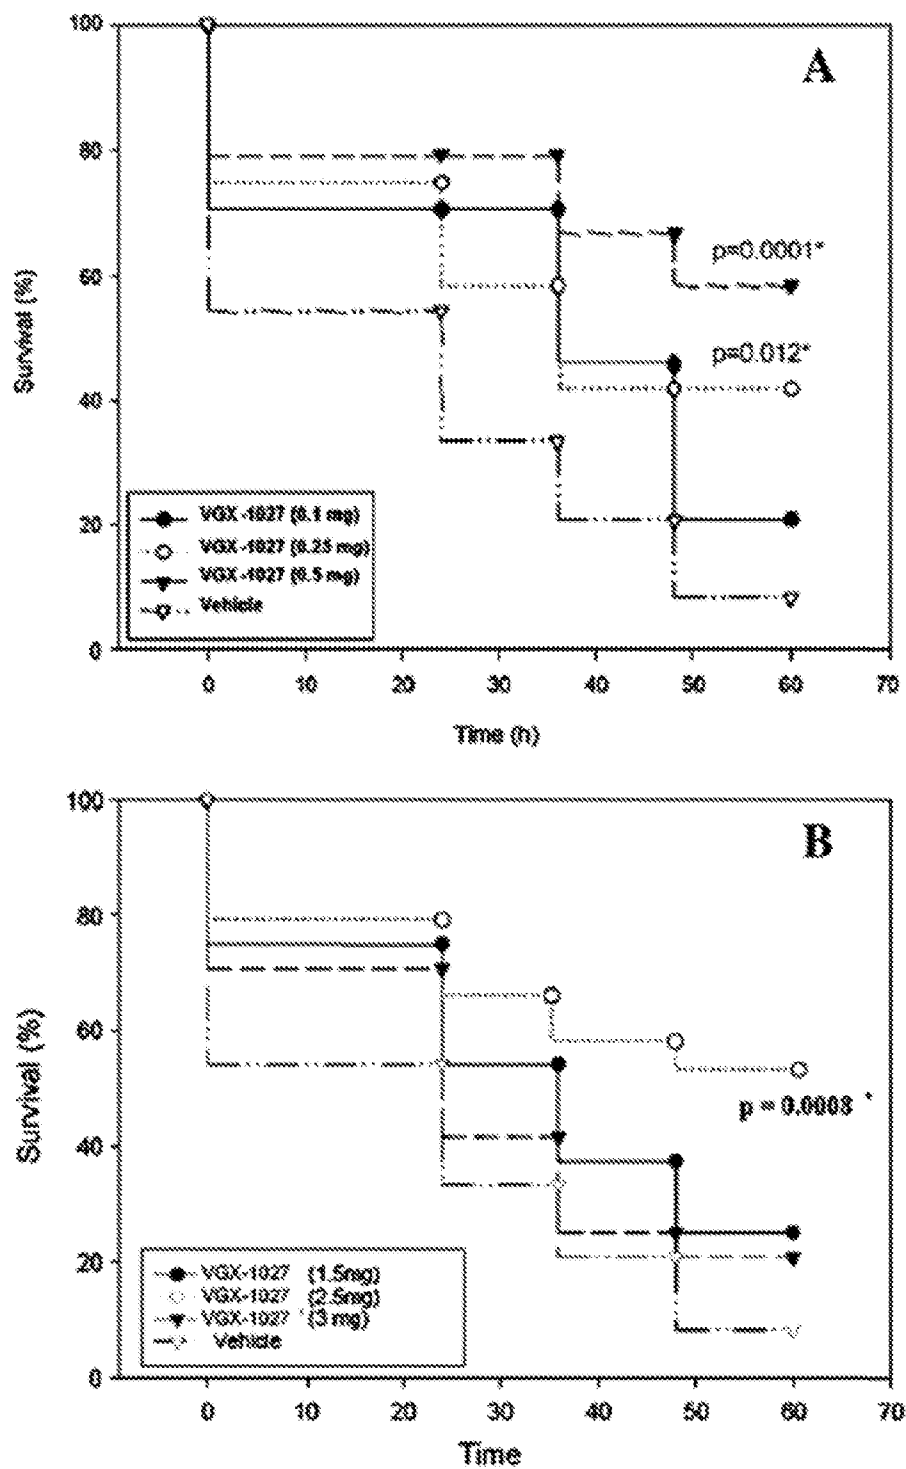 A
100
80
60
40
20
0
Survival (%)
p=0.0001*
p=0.012*
VGX-1027 (0.1 mg)
VGX-1027 (0.25 mg)
VGX-1027 (0.5 mg)
Vehicle
0 10 20 30 40 50 60 70
Time (h)
B
100
80
60
40
20
0
Survival (%)
p = 0.0008 *
VGX-1027 (1.5mg)
VGX-1027 (2.5mg)
VGX-1027 (3 mg)
Vehicle
0 10 20 30 40 50 60 70
Time